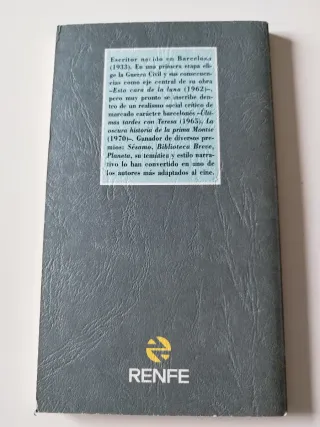 Escritor nacido en Barcelona
(1933). En una primera etapa eli-
ge la Guerra Civil y sus consecuen-
cias como eje central de su obra
«Esta cara de la luna (1962)»,
pero muy pronto se inscribe den-
tro de un realismo social crítico de
marcado carácter barcelonés «Últi-
mas tardes con Teresa (1965), La
oscura historia de la prima Montse
(1970)». Ganador de diversos pre-
mios: Sésamo, Biblioteca Breve,
Planeta, su temática y estilo narra-
tivo lo han convertido en uno de
los autores más adaptados al cine.
RENFE